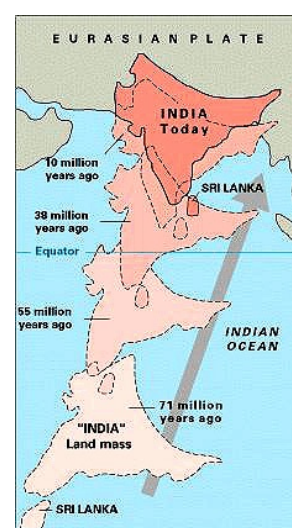 EURASIAN PLATE
INDIA
Today
10 million
years ago
SRI LANKA
38 million
years ago
Equator
55 million
years ago
INDIAN
OCEAN
71 million
years ago
"INDIA"
Land mass
SRI LANKA